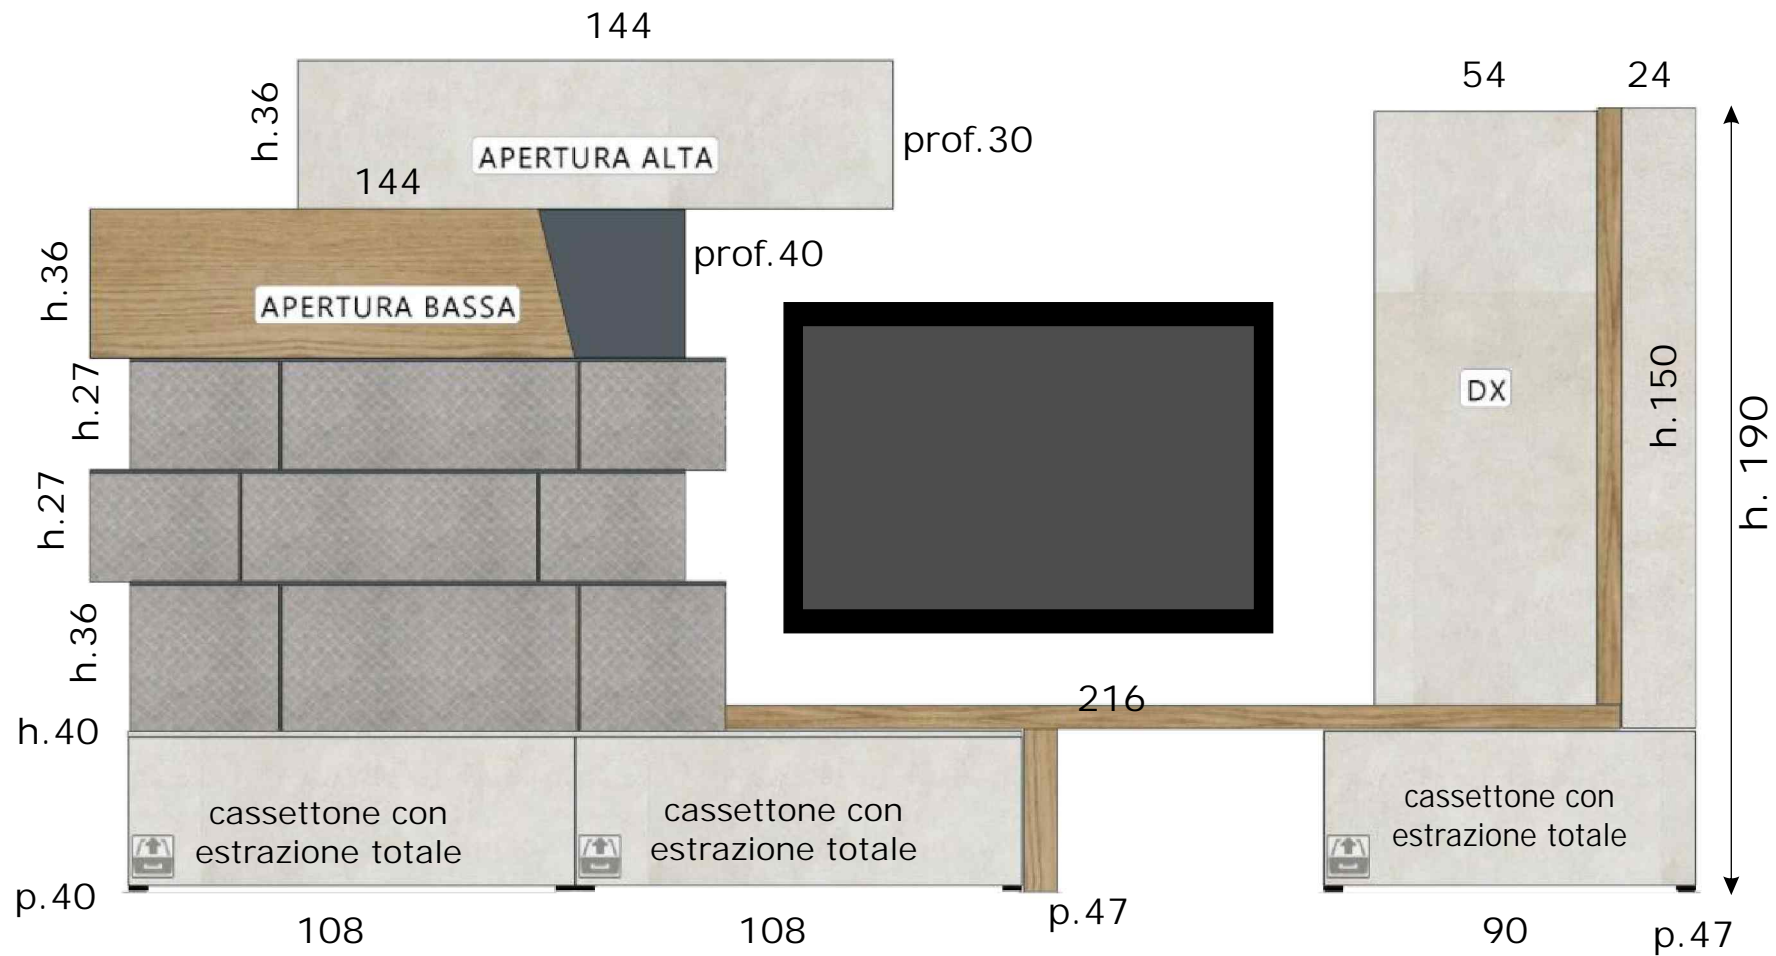 144
54
24
h.36
prof.30
APERTURA ALTA
144
h.36
prof.40
APERTURA BASSA
h.27
DX
h.150
h. 190
h.27
h.36
216
h.40
cassettone con
estrazione totale
cassettone con
estrazione totale
cassettone con
estrazione totale
p.40
108
108
p.47
90
p.47